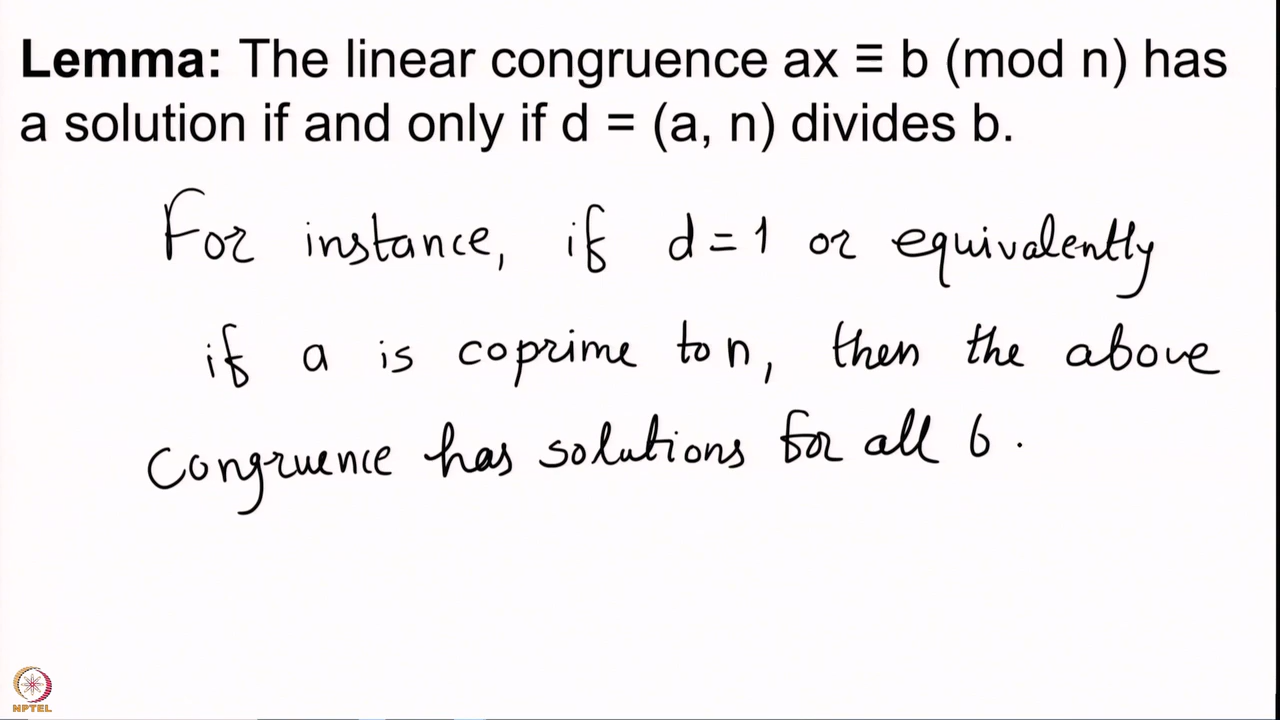 Lemma: The linear congruence ax ≡ b (mod n) has
a solution if and only if d = (a, n) divides b.
For instance, if d = 1 or equivalently
if a is coprime to n, then the above
congruence has solutions for all b.
NPTEL